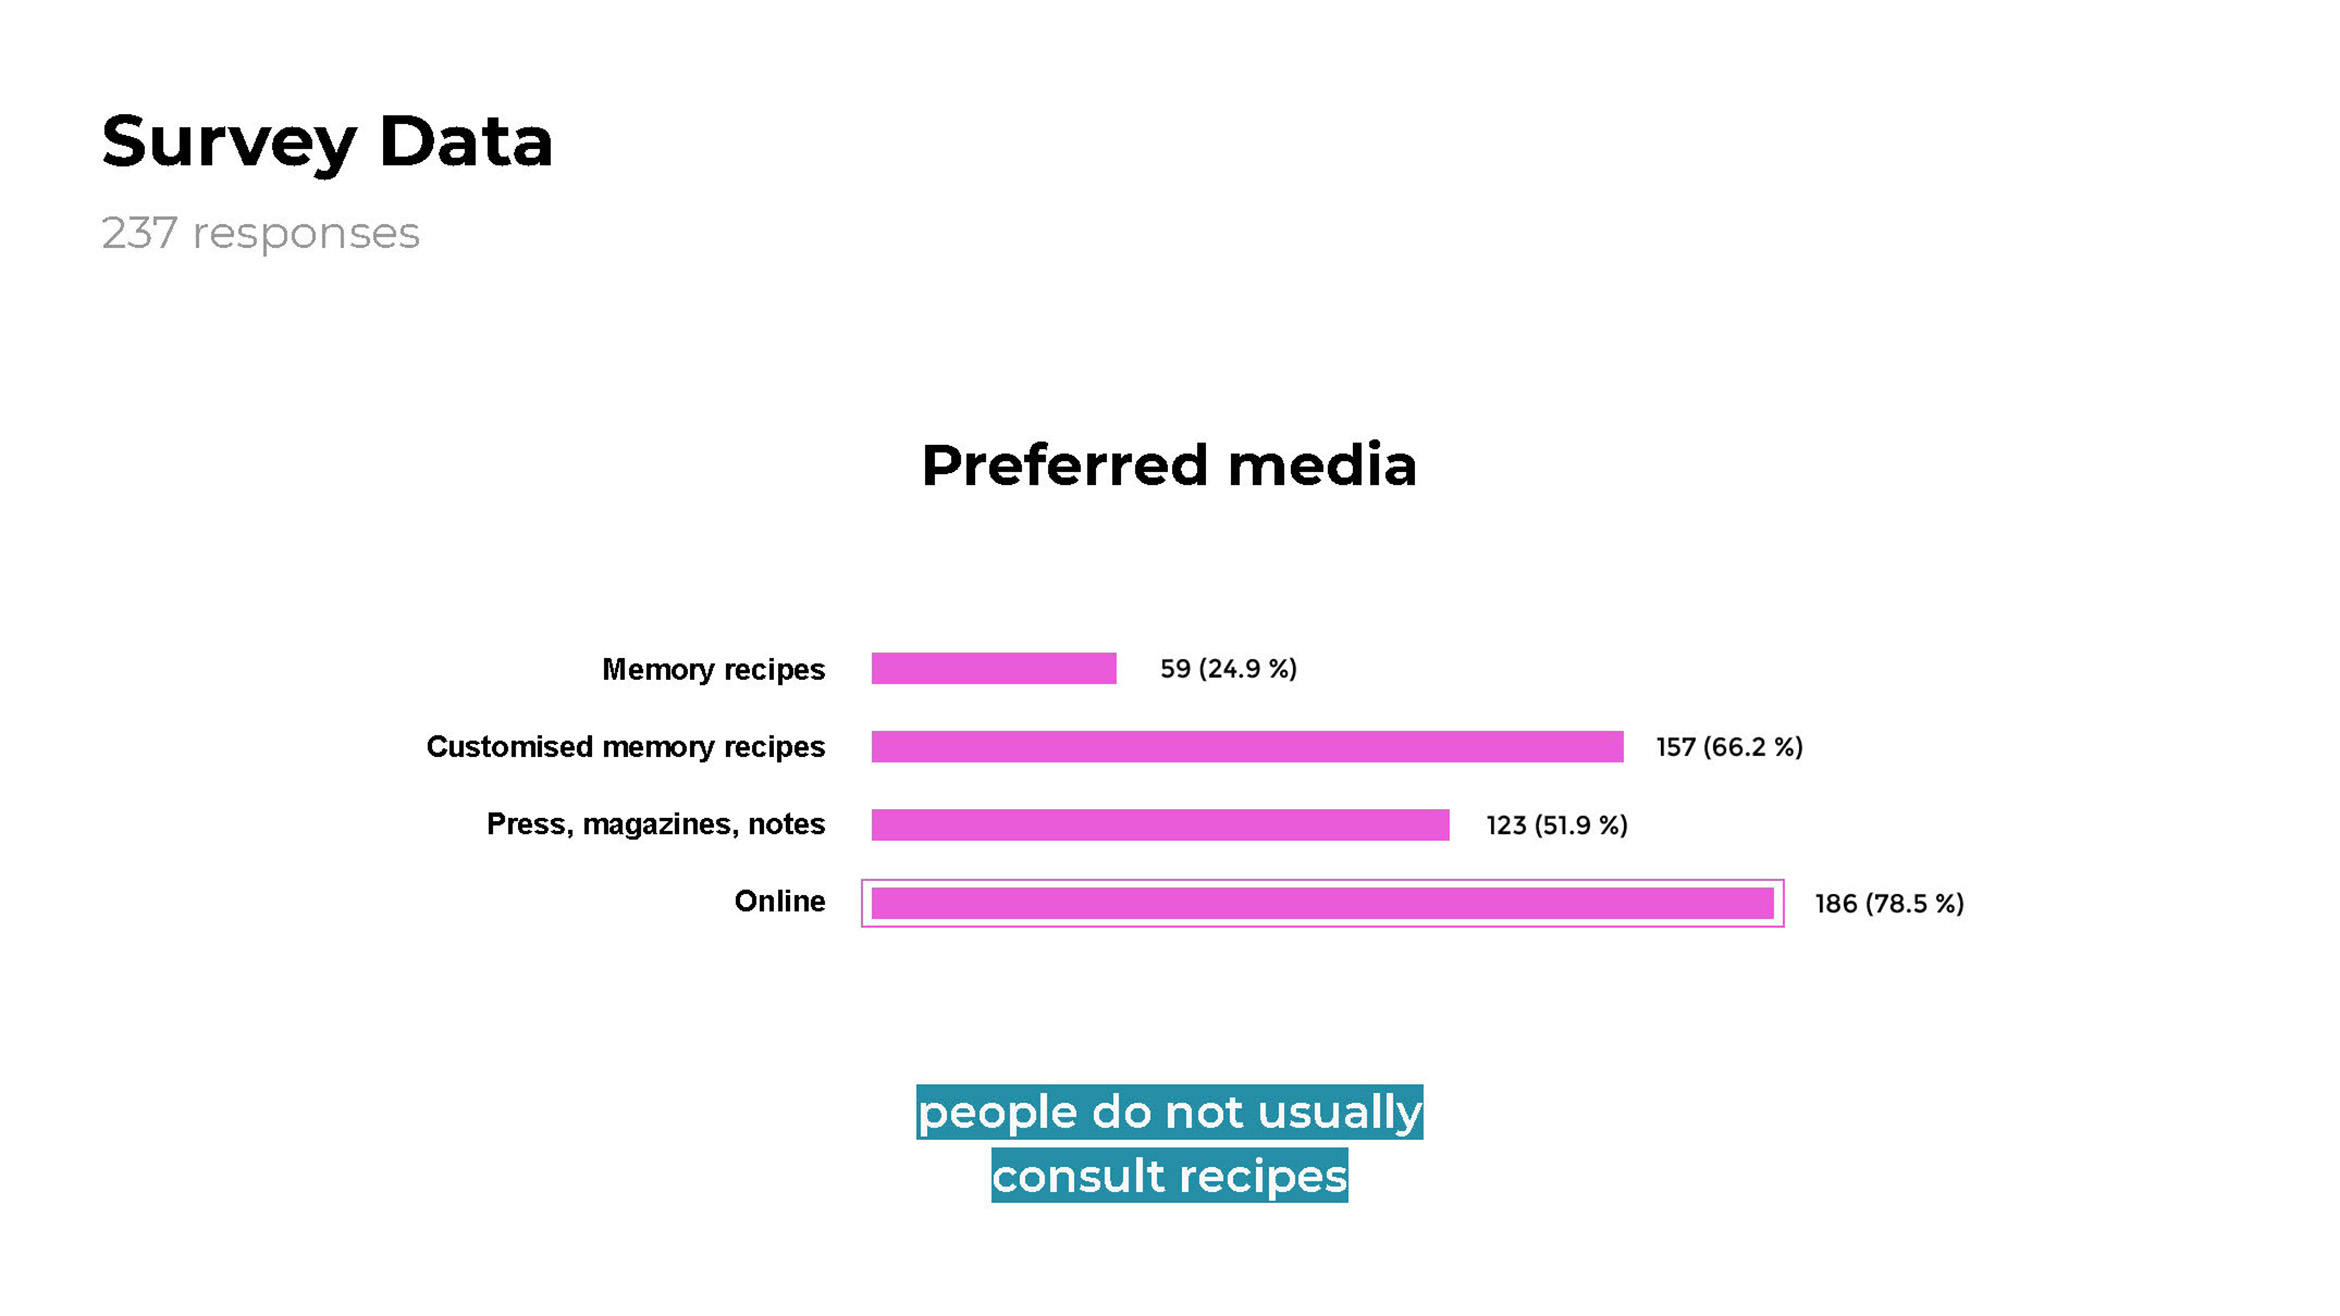 Survey Data
237 responses
Preferred media
Memory recipes 59 (24.9 %)
Customised memory recipes 157 (66.2 %)
Press, magazines, notes 123 (51.9 %)
Online 186 (78.5 %)
people do not usually
consult recipes